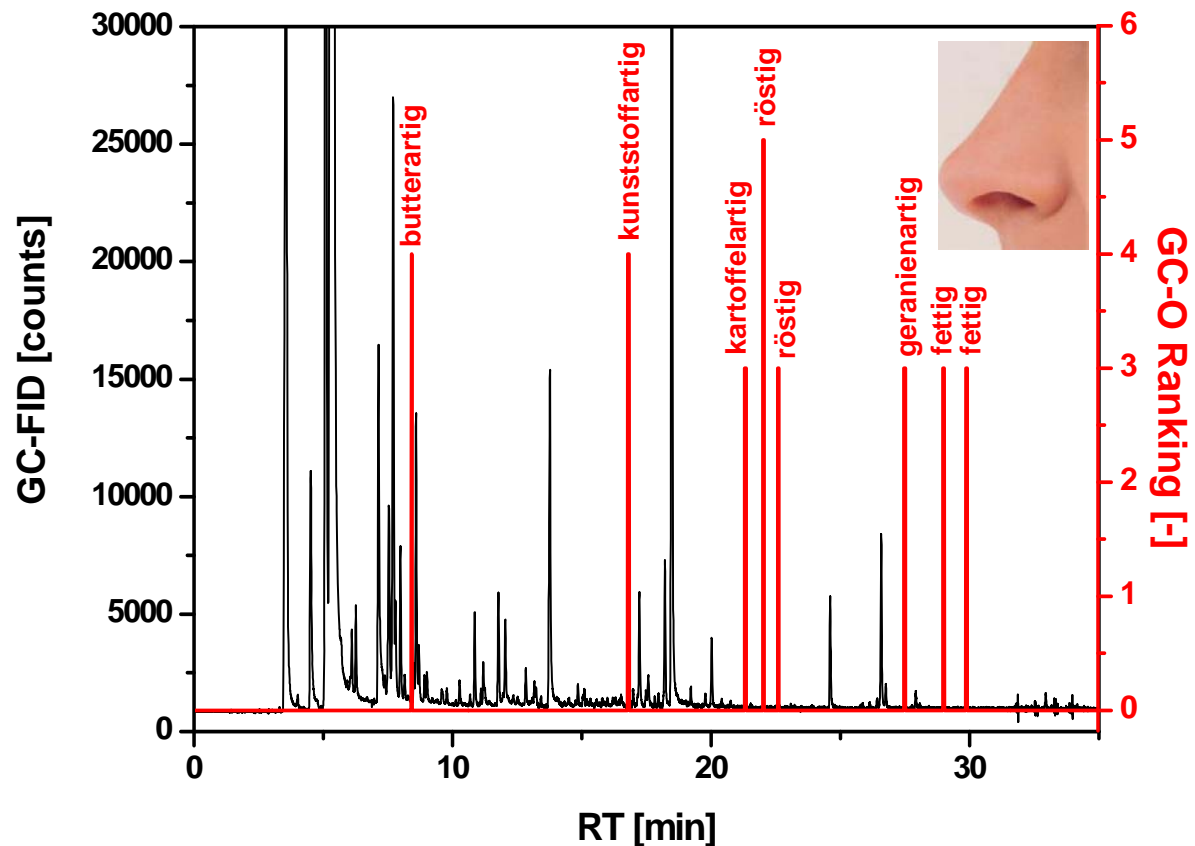 GC-FID [counts]
30000
25000
20000
15000
10000
5000
0
butterartig
kunststoffartig
kartoffelartig
röstig
röstig
geranienartig
fettig
fettig
6
5
4
3
2
1
0
GC-O Ranking [-]
0
10
20
30
RT [min]